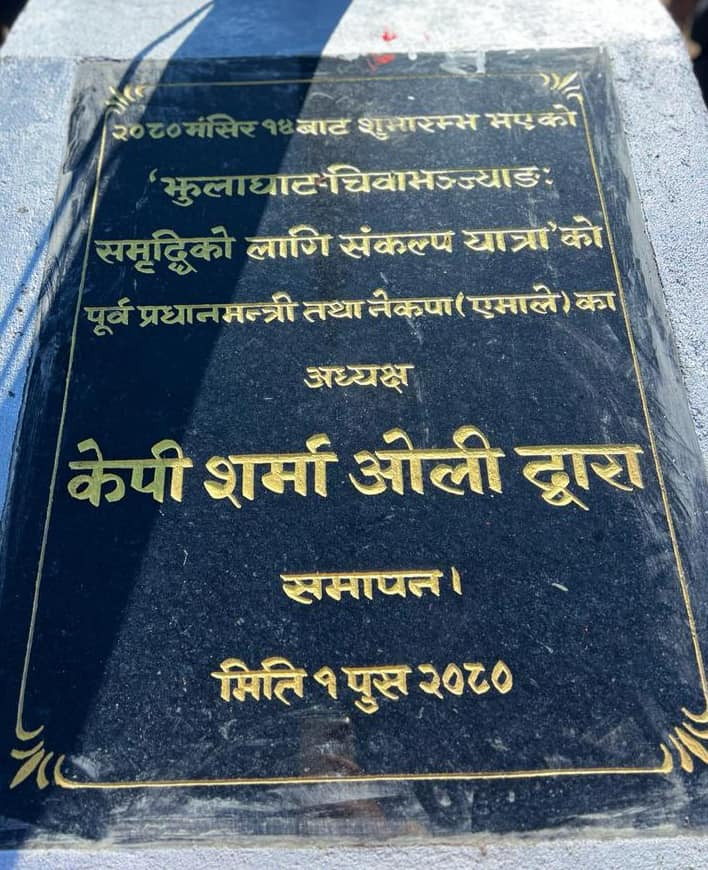 २०८० मंसिर १४ बाट शुभारम्भ भएको
‘झुलाघाट-चिवाभञ्ज्याङ:
समृद्धिको लागि संकल्प यात्रा’को
पूर्व प्रधानमन्त्री तथा नेकपा(एमाले)का
अध्यक्ष
केपी शर्मा ओली द्वारा
समापन।
मिति १ पुस २०८०